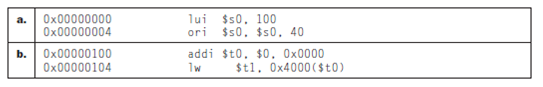 a. 0x00000000 lui $s0, 100
0x00000004 ori $s0, $s0, 40
b. 0x00000100 addi $t0, $0, 0x0000
0x00000104 lw $t1, 0x4000($t0)